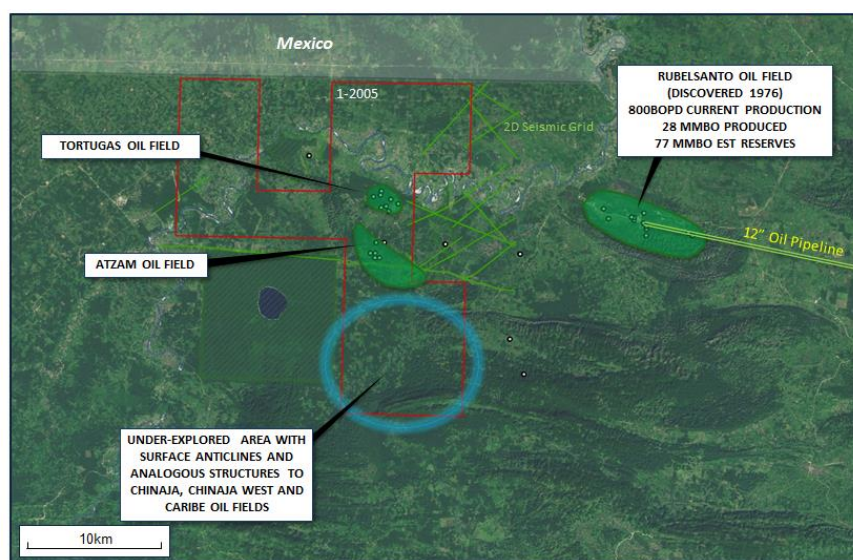 Mexico
1-2005
RUBELSANTO OIL FIELD
(DISCOVERED 1976)
800BOPD CURRENT PRODUCTION
28 MMBO PRODUCED
77 MMBO EST RESERVES
2D Seismic Grid
TORTUGAS OIL FIELD
12” Oil Pipeline
ATZAM OIL FIELD
UNDER-EXPLORED AREA WITH
SURFACE ANTICLINES AND
ANALOGOUS STRUCTURES TO
CHINAJA, CHINAJA WEST AND
CARIBE OIL FIELDS
10km